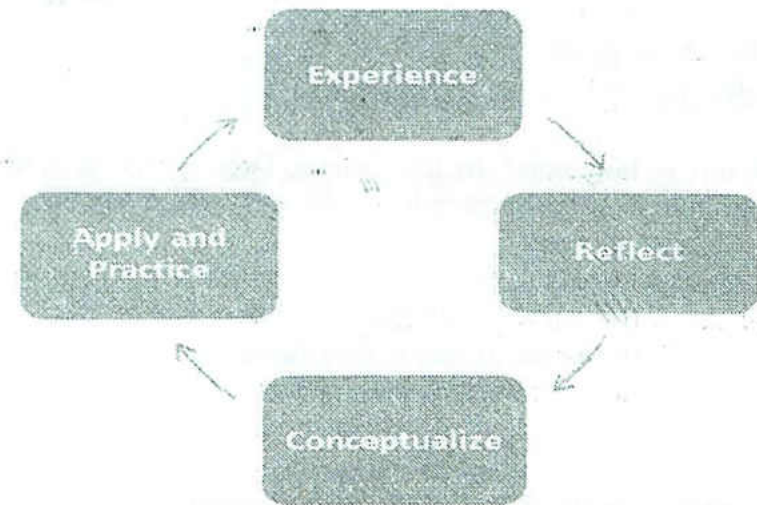 Experience
Reflect
Conceptualize
Apply and
Practice